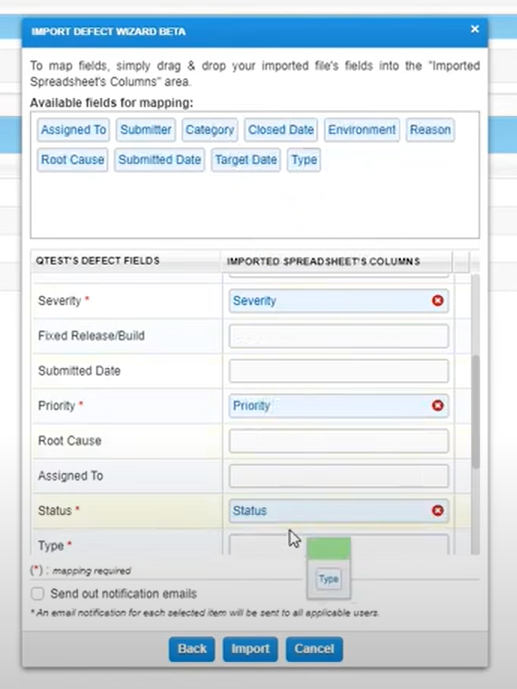 IMPORT DEFECT WIZARD BETA
×
To map fields, simply drag & drop your imported file's fields into the "Imported
Spreadsheet's Columns" area.
Available fields for mapping:
Assigned To Submitter Category Closed Date Environment Reason
Root Cause Submitted Date Target Date Type
QTEST'S DEFECT FIELDS IMPORTED SPREADSHEET'S COLUMNS
Severity * Severity
Fixed Release/Build
Submitted Date
Priority * Priority
Root Cause
Assigned To
Status * Status
Type *
Type
(*) : mapping required
Send out notification emails
* An email notification for each selected item will be sent to all applicable users.
Back Import Cancel